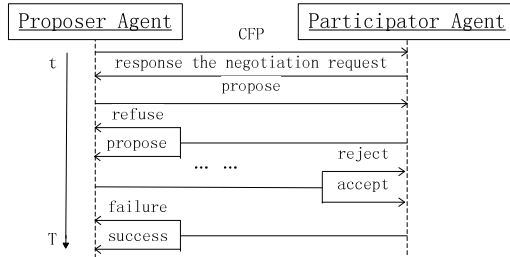 Proposer Agent
Participator Agent
CFP
t
response the negotiation request
propose
refuse
propose
... ...
reject
accept
failure
T
success